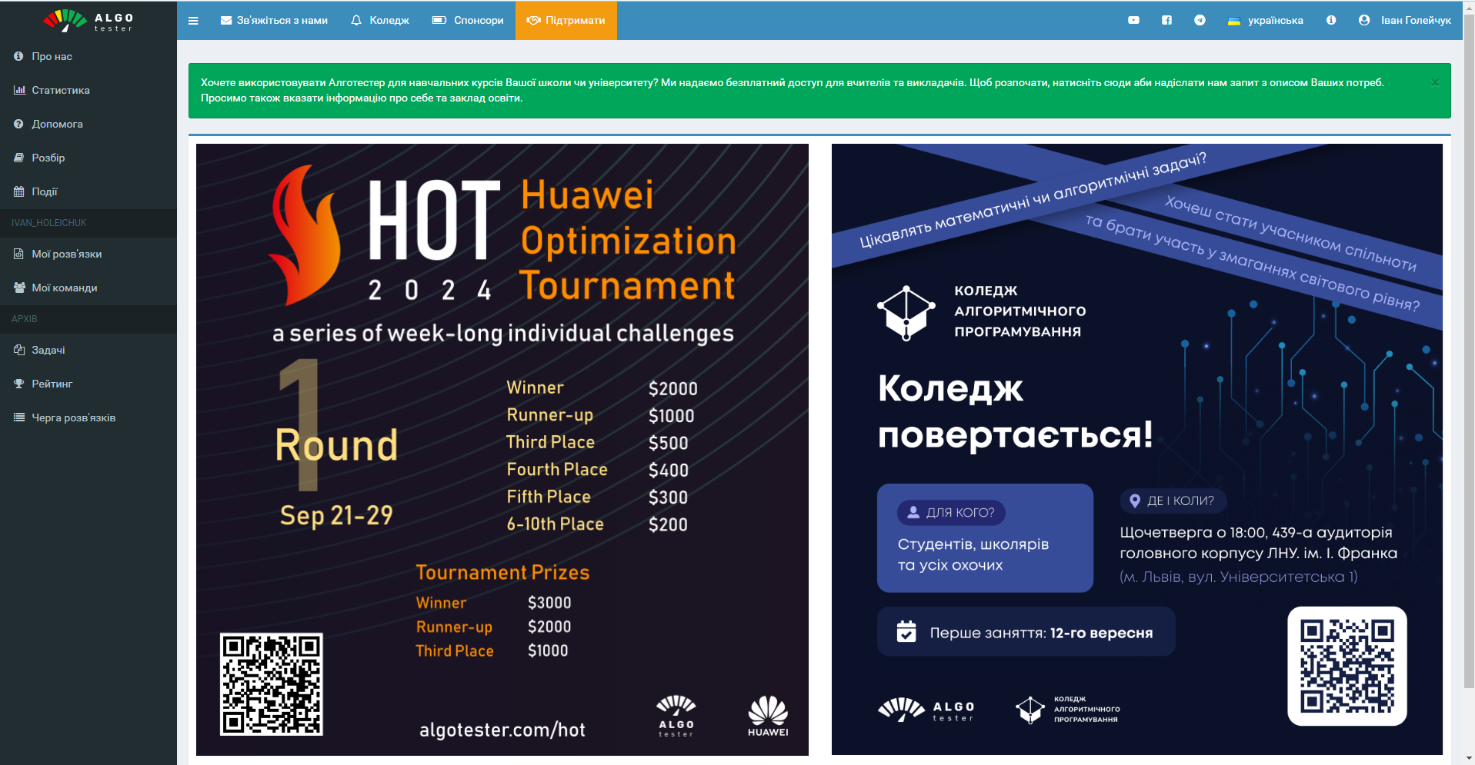 ALGO
tester
Зв'яжіться з нами
Коледж
Спонсори
Підтримати
українська
Іван Голейчук
Про нас
Статистика
Допомога
Розбір
Події
IVAN_HOLEICHUK
Мої розв'язки
Мої команди
АРХІВ
Задачі
Рейтинг
Черга розв'язків
Хочете використовувати Алготестер для навчальних курсів Вашої школи чи університету? Ми надаємо безплатний доступ для вчителів та викладачів. Щоб розпочати, натисніть сюди аби надіслати нам запит з описом Ваших потреб.
Просимо також вказати інформацію про себе та заклад освіти.
×
HOT
2024
Huawei
Optimization
Tournament
a series of week-long individual challenges
1
Round
Sep 21-29
Winner $2000
Runner-up $1000
Third Place $500
Fourth Place $400
Fifth Place $300
6-10th Place $200
Tournament Prizes
Winner $3000
Runner-up $2000
Third Place $1000
algotester.com/hot
ALGO
tester
HUAWEI
Цікавлять математичні чи алгоритмічні задачі?
Хочеш стати учасником спільноти
та брати участь у змаганнях світового рівня?
КОЛЕДЖ
АЛГОРИТМІЧНОГО
ПРОГРАМУВАННЯ
Коледж
повертається!
ДЛЯ КОГО?
Студентів, школярів
та усіх охочих
ДЕ І КОЛИ?
Щочетверга о 18:00, 439-а аудиторія
головного корпусу ЛНУ. ім. І. Франка
(м. Львів, вул. Університетська 1)
Перше заняття: 12-го вересня
ALGO
tester
КОЛЕДЖ
АЛГОРИТМІЧНОГО
ПРОГРАМУВАННЯ